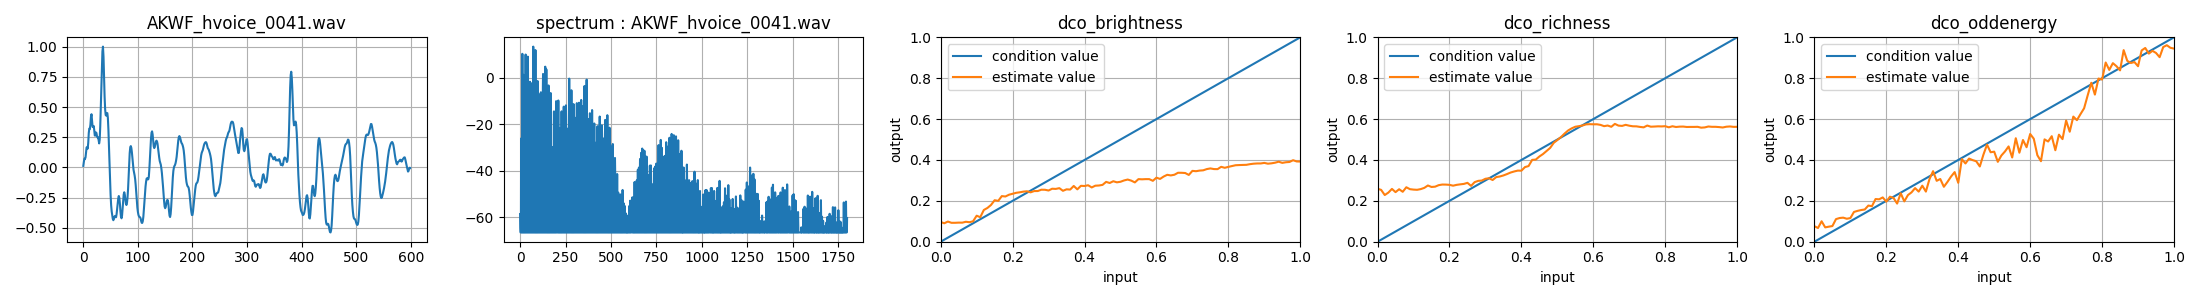 AKWF_hvoice_0041.wav
1.00
0.75
0.50
0.25
0.00
−0.25
−0.50
0 100 200 300 400 500 600
spectrum : AKWF_hvoice_0041.wav
0
−20
−40
−60
0 250 500 750 1000 1250 1500 1750
dco_brightness
condition value
estimate value
output
1.0
0.8
0.6
0.4
0.2
0.0
0.0 0.2 0.4 0.6 0.8 1.0
input
dco_richness
condition value
estimate value
output
1.0
0.8
0.6
0.4
0.2
0.0
0.0 0.2 0.4 0.6 0.8 1.0
input
dco_oddenergy
condition value
estimate value
output
1.0
0.8
0.6
0.4
0.2
0.0
0.0 0.2 0.4 0.6 0.8 1.0
input